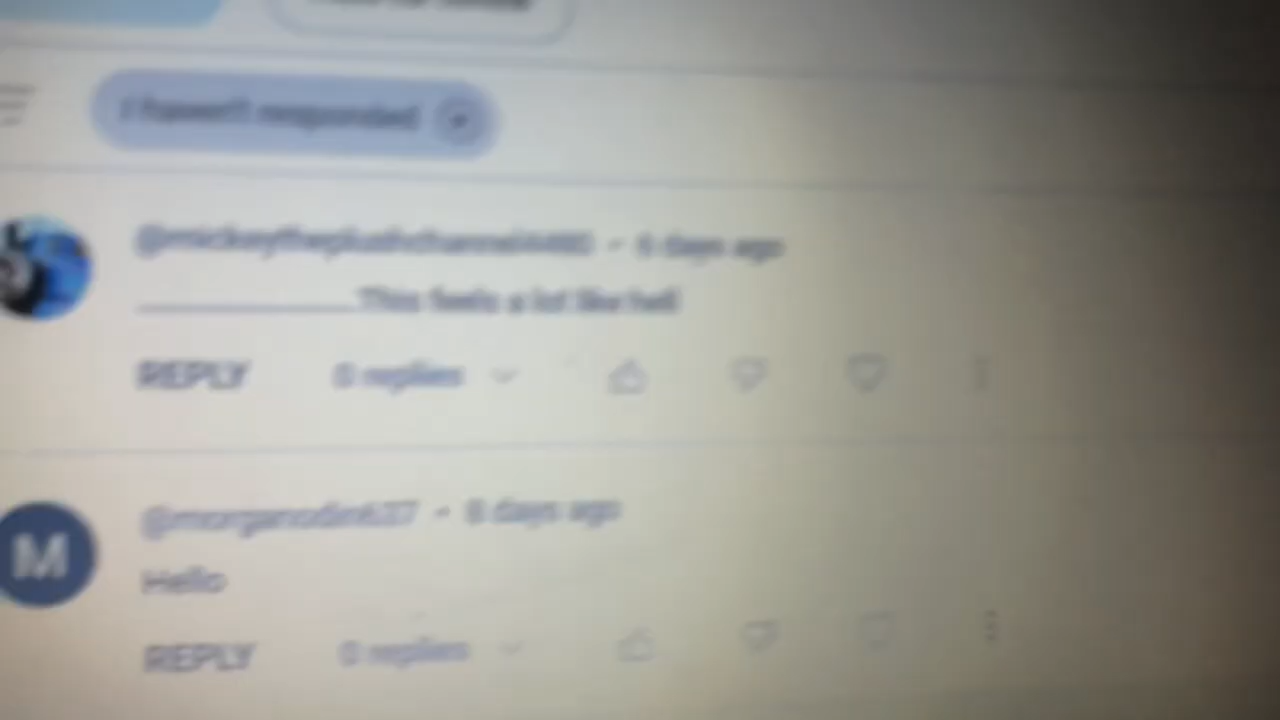 I haven't responded
6 days ago
This feels a lot like hell
REPLY 0 replies
M
6 days ago
Hello
REPLY 0 replies